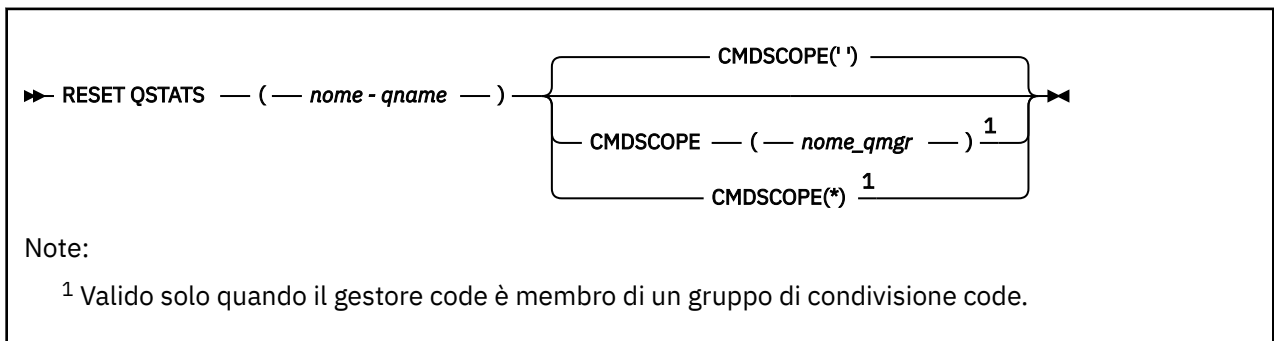 CMDSCOPE(' ')
RESET QSTATS ( nome - qname )
CMDSCOPE ( nome_qmgr ) 1
CMDSCOPE(*) 1
Note:
1 Valido solo quando il gestore code è membro di un gruppo di condivisione code.